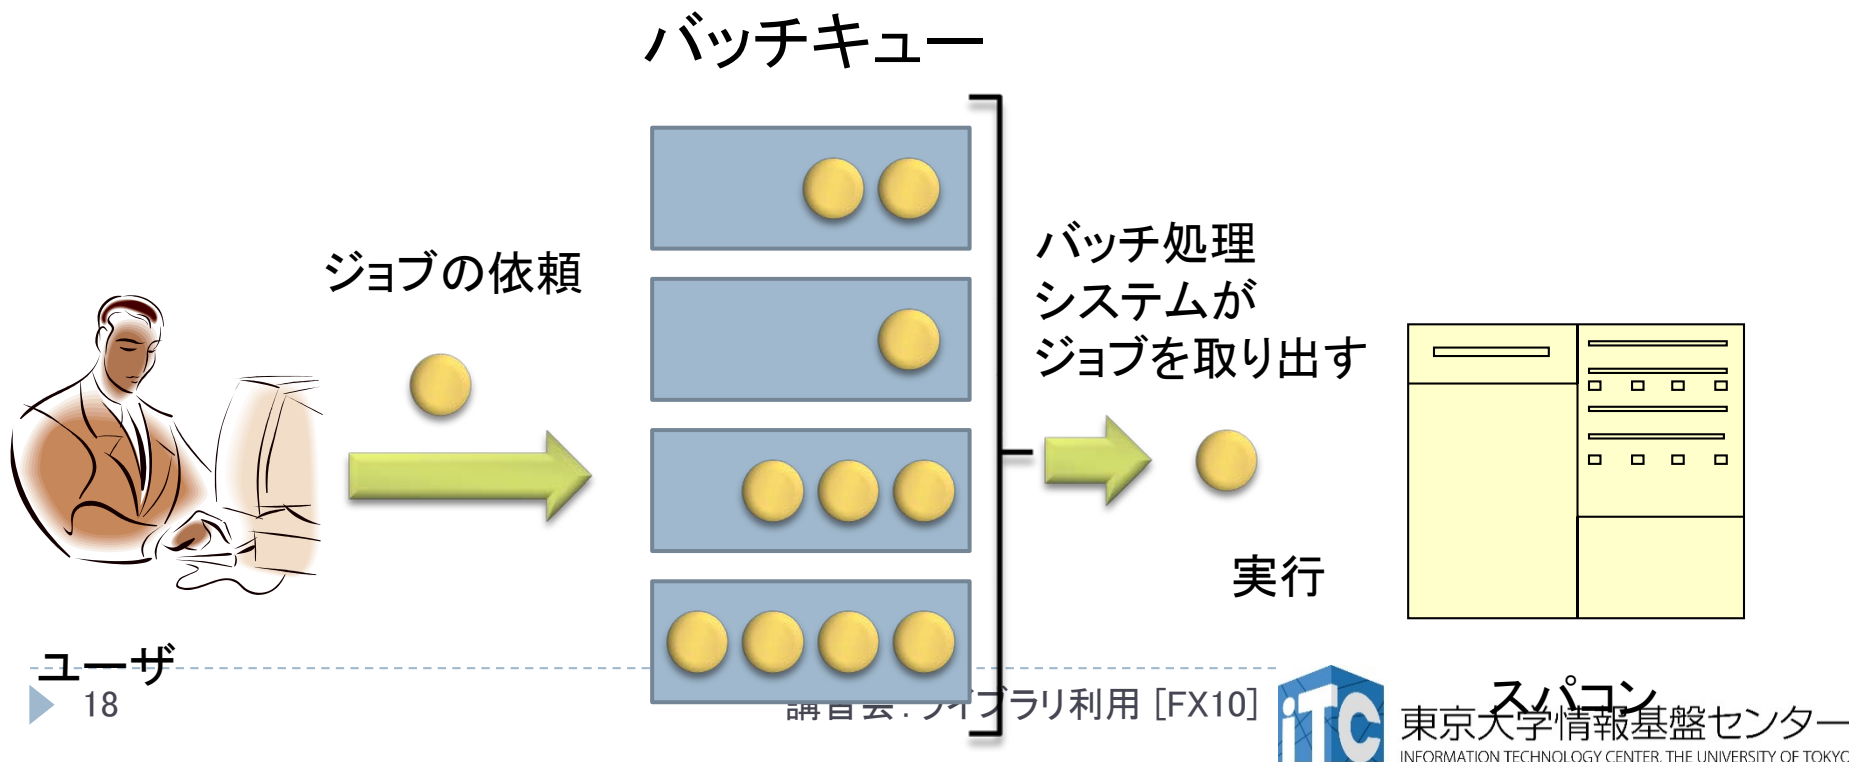 バッチキュー
ジョブの依頼
バッチ処理
システムが
ジョブを取り出す
実行
ユーザ
スパコン
18
講習会：ライブラリ利用 [FX10]
iTC
東京大学情報基盤センター
INFORMATION TECHNOLOGY CENTER, THE UNIVERSITY OF TOKYO